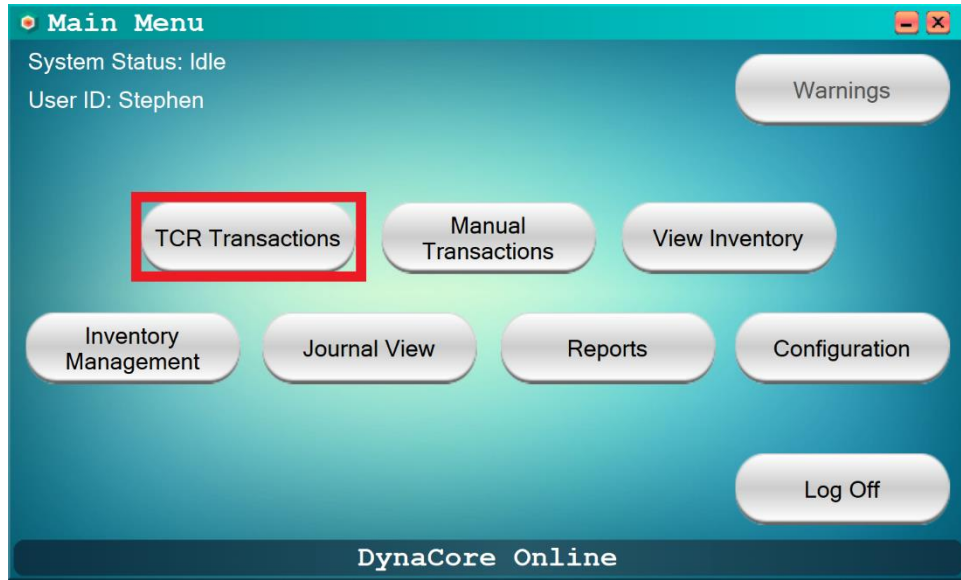 Main Menu
System Status: Idle
User ID: Stephen
Warnings
TCR Transactions
Manual
Transactions
View Inventory
Inventory
Management
Journal View
Reports
Configuration
Log Off
DynaCore Online